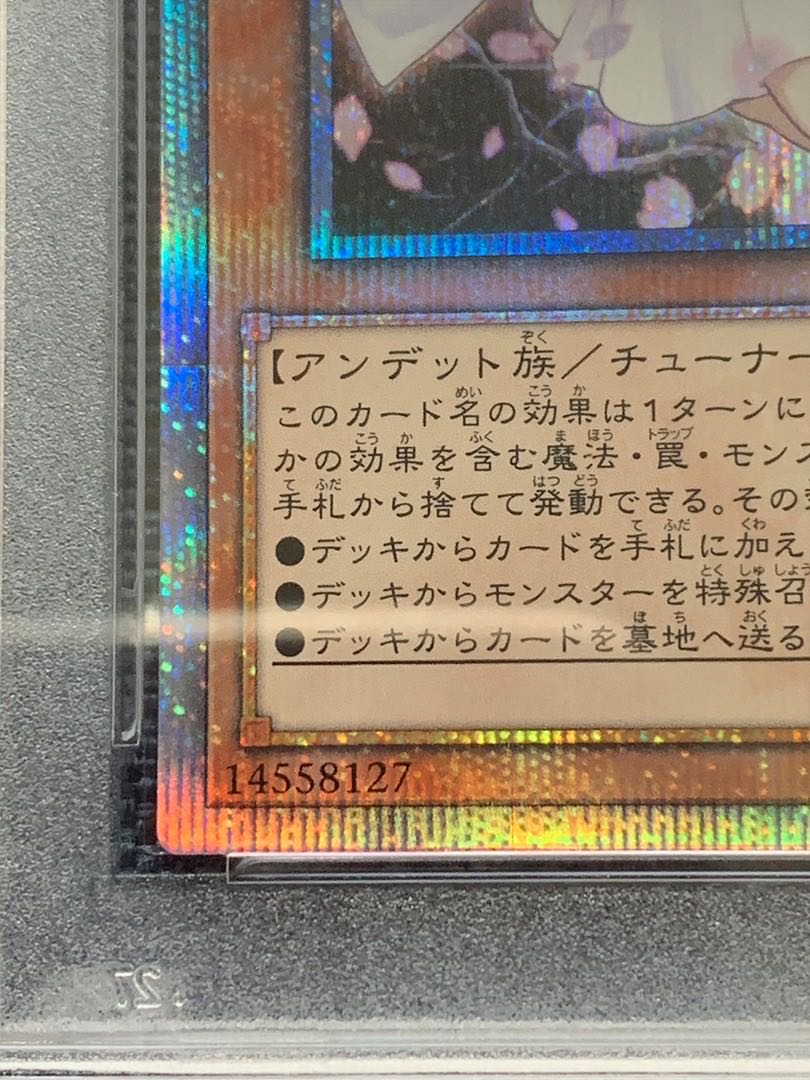 【アンデット族／チューナー
このカード名の効果は１ターンに
かの効果を含む魔法・罠・モンス
手札から捨てて発動できる。その
●デッキからカードを手札に加え
●デッキからモンスターを特殊召
●デッキからカードを墓地へ送る
14558127